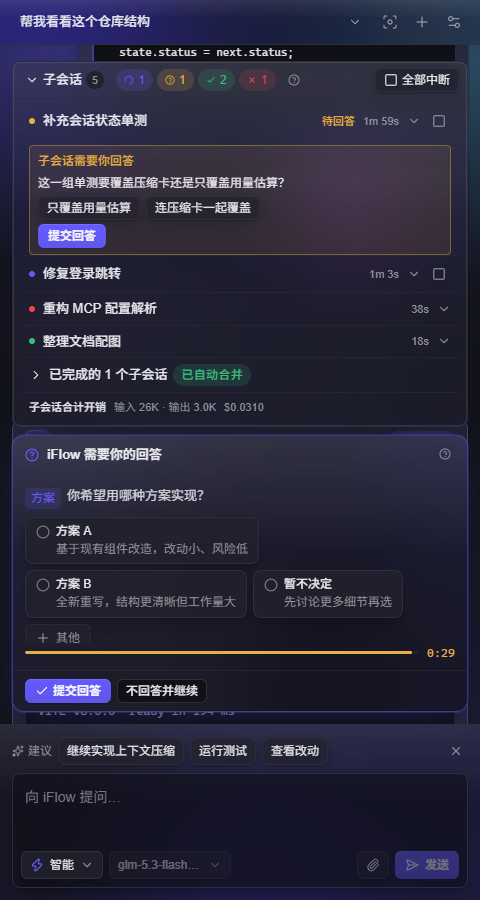 帮我看看这个仓库结构
state.status = next.status;
子会话 5 1 1 2 1 全部中断
补充会话状态单测 待回答 1m 59s
子会话需要你回答
这一组单测要覆盖压缩卡还是只覆盖用量估算?
只覆盖用量估算 连压缩卡一起覆盖
提交回答
修复登录跳转 1m 3s
重构 MCP 配置解析 38s
整理文档配图 18s
已完成的 1 个子会话 已自动合并
子会话合计开销 输入 26K · 输出 3.0K $0.0310
iFlow 需要你的回答
方案 你希望用哪种方案实现?
方案 A
基于现有组件改造，改动小、风险低
方案 B
全新重写，结构更清晰但工作量大
暂不决定
先讨论更多细节再选
其他
0:29
提交回答 不回答并继续
建议 继续实现上下文压缩 运行测试 查看改动
向 iFlow 提问…
智能 glm-5.3-flash… 发送